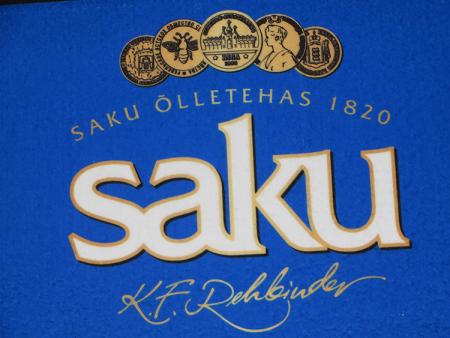 SAKU ÕLLETEHAS 1820
saku
K.F. Rehbinder